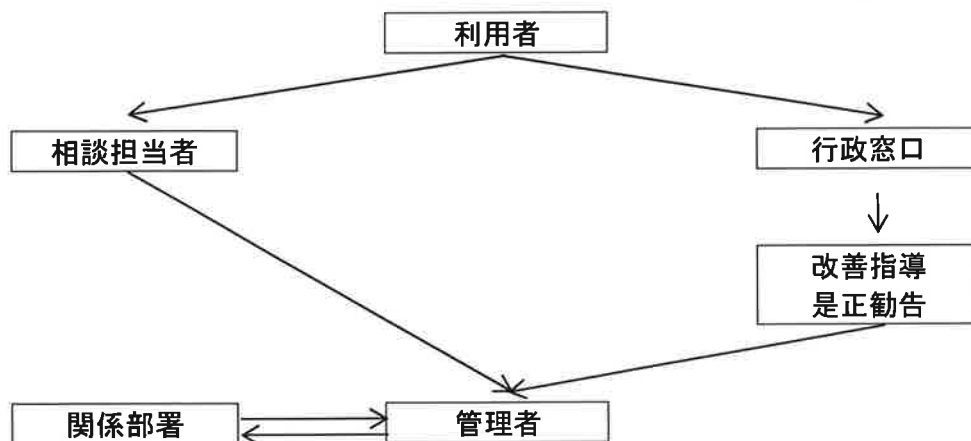 利用者
相談担当者
行政窓口
改善指導
是正勧告
関係部署
管理者